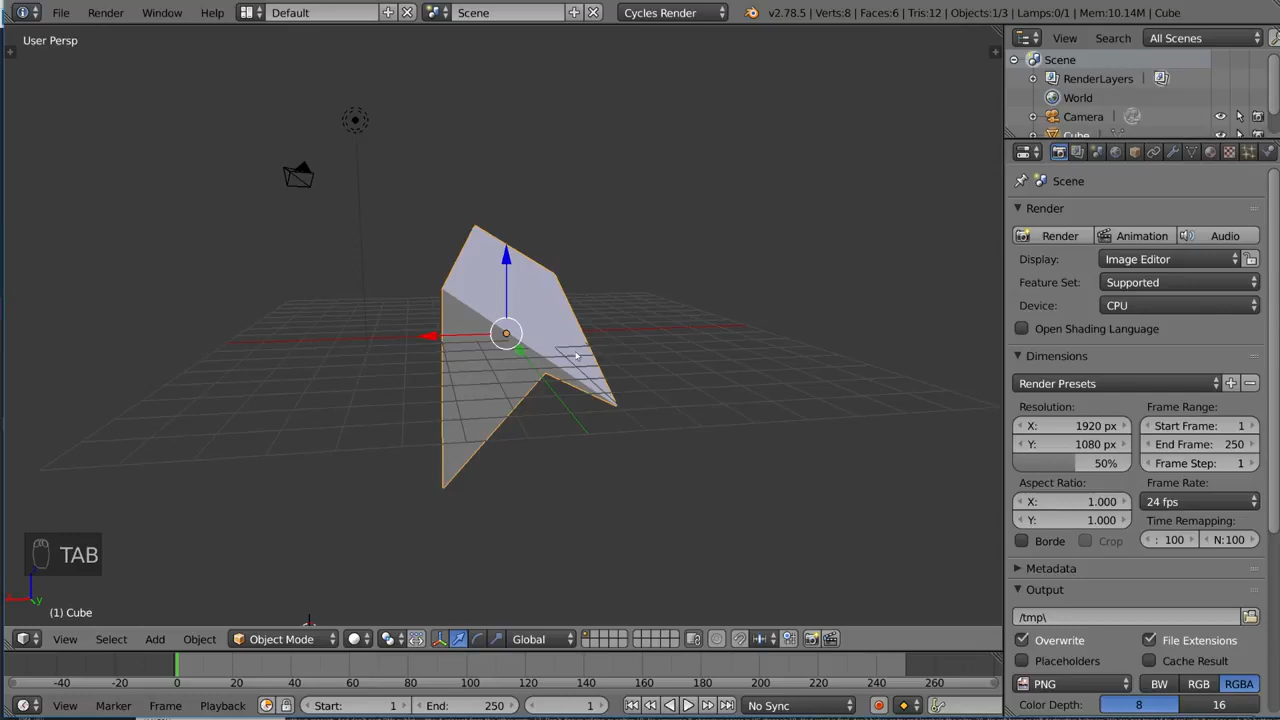 File Render Window Help Default Scene Cycles Render v2.78.5 | Verts:8 | Faces:6 | Tris:12 | Objects:1/3 | Lamps:0/1 | Mem:10.14M | Cube
User Persp
View Search All Scenes
Scene
RenderLayers
World
Camera
Cube
Scene
Render
Render Animation Audio
Display: Image Editor
Feature Set: Supported
Device: CPU
Open Shading Language
Dimensions
Render Presets
Resolution: Frame Range:
X: 1920 px Start Frame: 1
Y: 1080 px End Frame: 250
50% Frame Step: 1
Aspect Ratio: Frame Rate:
X: 1.000 24 fps
Y: 1.000 Time Remapping:
Borde Crop : 100 N:100
Metadata
Output
/tmp\
Overwrite File Extensions
Placeholders Cache Result
PNG BW RGB RGBA
Color Depth: 8 16
TAB
x y
(1) Cube
View Select Add Object Object Mode Global
-40 -20 0 20 40 60 80 100 120 140 160 180 200 220 240 260
View Marker Frame Playback Start: 1 End: 250 1 No Sync